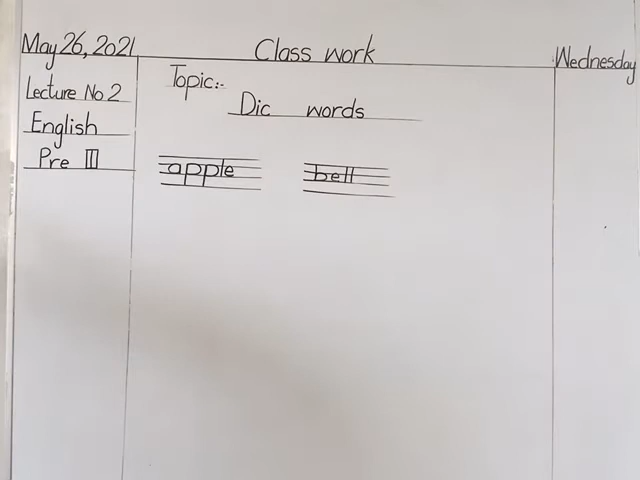 May 26, 2021 Class work Wednesday
Lecture No 2
English
Pre III
Topic:-
Dic words
apple bell